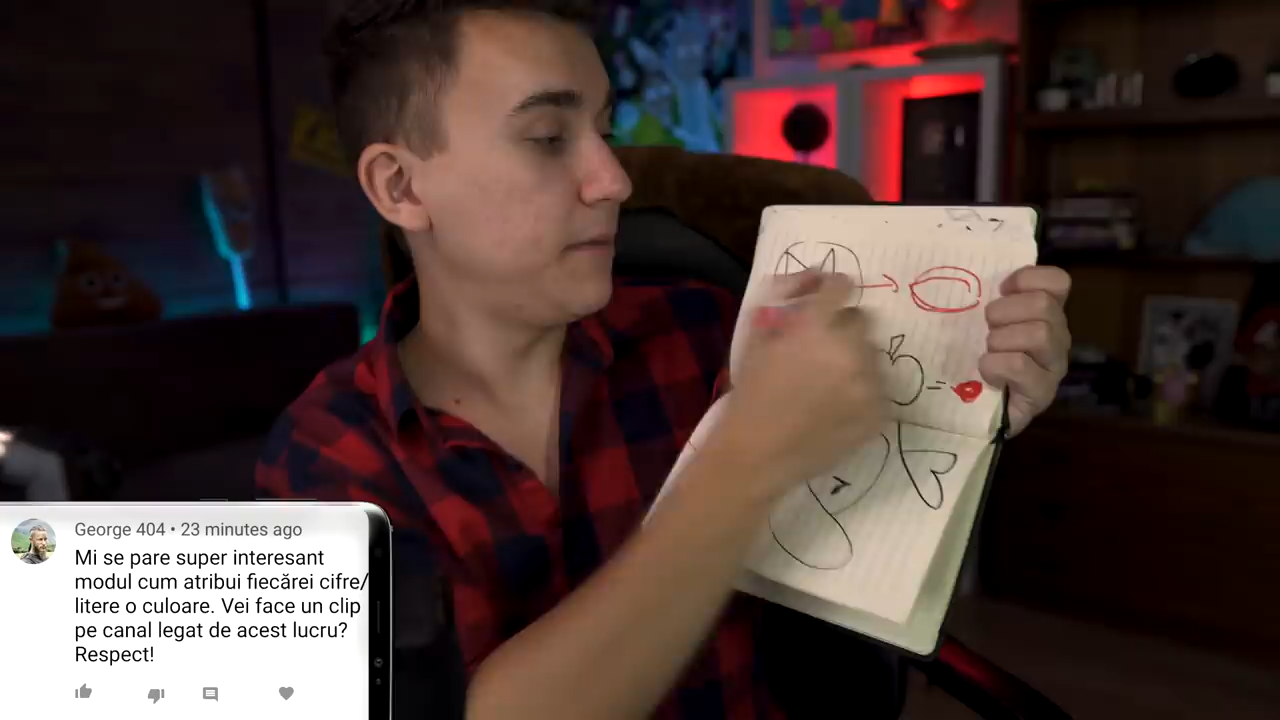 George 404 • 23 minutes ago
Mi se pare super interesant
modul cum atribui fiecărei cifre/
litere o culoare. Vei face un clip
pe canal legat de acest lucru?
Respect!